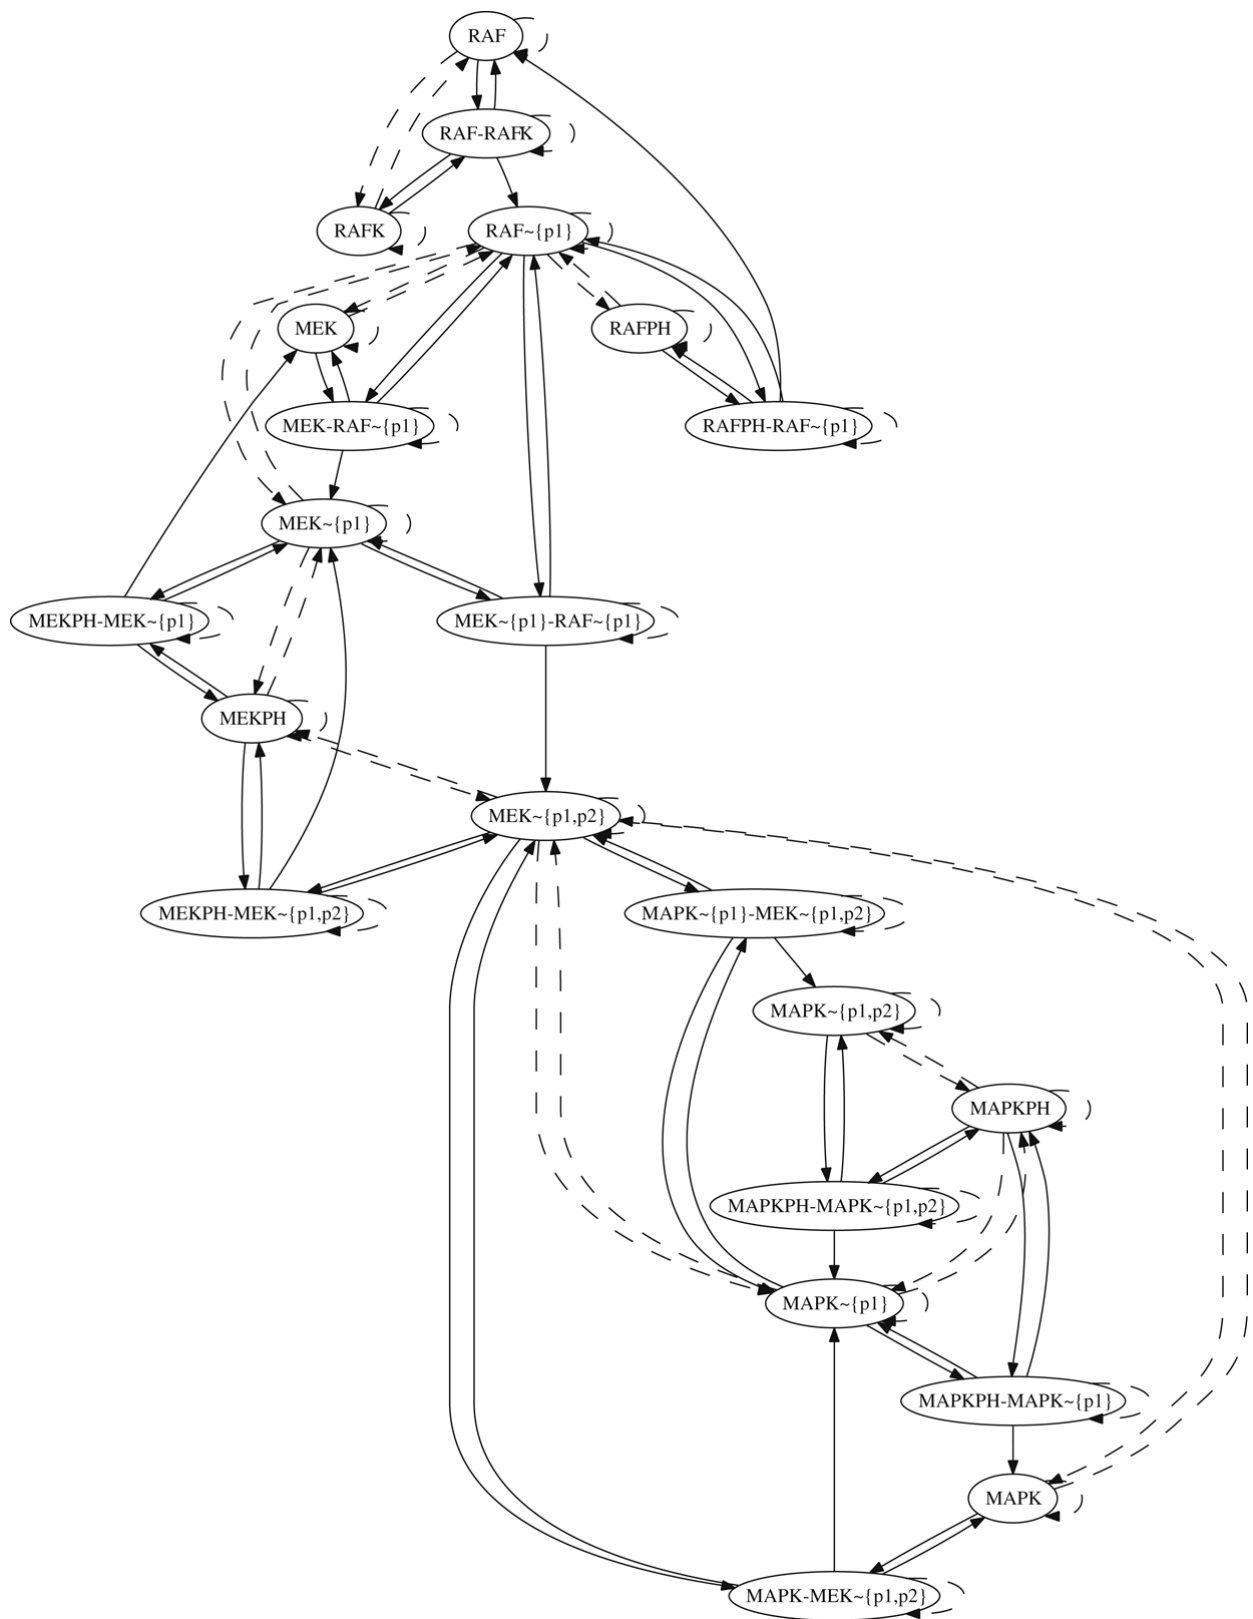 RAF
RAF-RAFK
RAFK
RAF~{p1}
MEK
RAFPH
MEK-RAF~{p1}
RAFPH-RAF~{p1}
MEK~{p1}
MEKPH-MEK~{p1}
MEK~{p1}-RAF~{p1}
MEKPH
MEK~{p1,p2}
MEKPH-MEK~{p1,p2}
MAPK~{p1}-MEK~{p1,p2}
MAPK~{p1,p2}
MAPKPH
MAPKPH-MAPK~{p1,p2}
MAPK~{p1}
MAPKPH-MAPK~{p1}
MAPK
MAPK-MEK~{p1,p2}